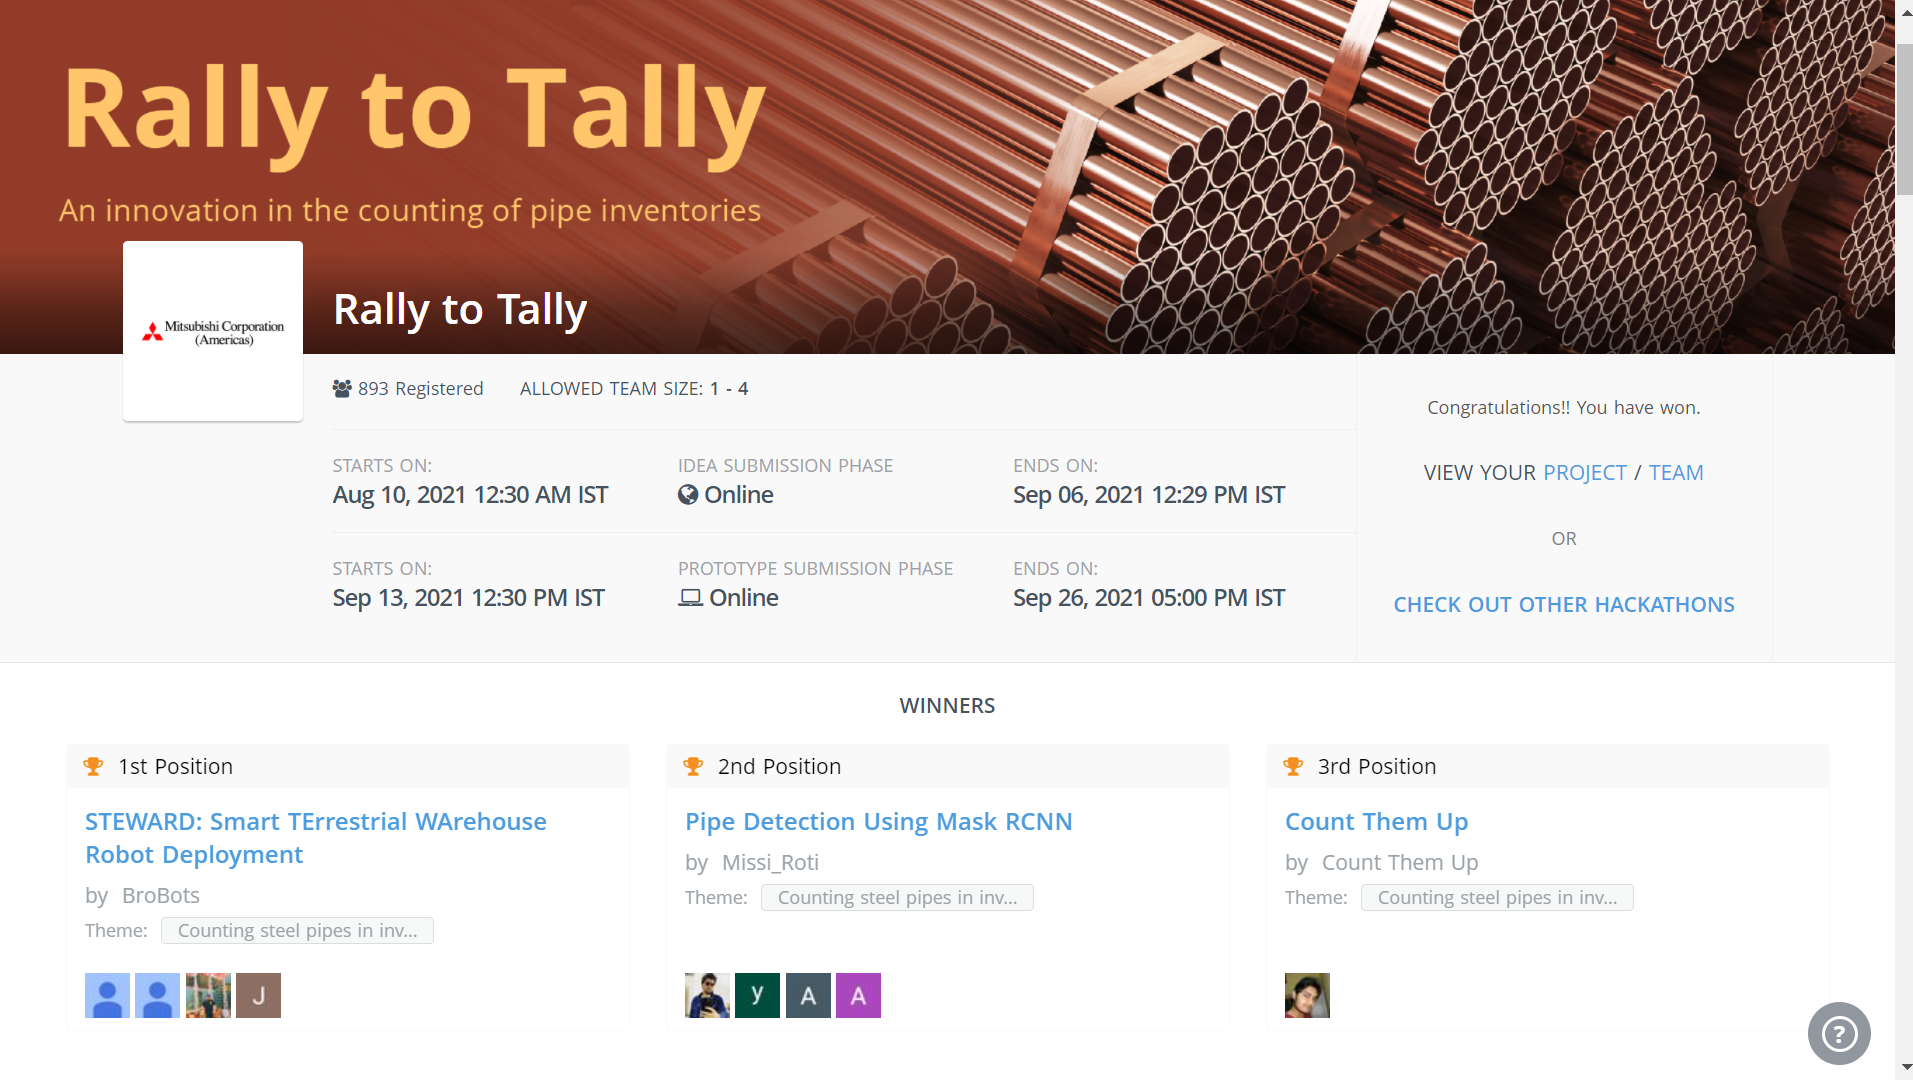 Rally to Tally
An innovation in the counting of pipe inventories
Mitsubishi Corporation
(Americas)
Rally to Tally
893 Registered
ALLOWED TEAM SIZE: 1 - 4
STARTS ON:
Aug 10, 2021 12:30 AM IST
IDEA SUBMISSION PHASE
Online
ENDS ON:
Sep 06, 2021 12:29 PM IST
STARTS ON:
Sep 13, 2021 12:30 PM IST
PROTOTYPE SUBMISSION PHASE
Online
ENDS ON:
Sep 26, 2021 05:00 PM IST
Congratulations!! You have won.
VIEW YOUR PROJECT / TEAM
OR
CHECK OUT OTHER HACKATHONS
WINNERS
1st Position
STEWARD: Smart TErrestrial WArehouse
Robot Deployment
by BroBots
Theme: Counting steel pipes in inv...
J
2nd Position
Pipe Detection Using Mask RCNN
by Missi_Roti
Theme: Counting steel pipes in inv...
y A A
3rd Position
Count Them Up
by Count Them Up
Theme: Counting steel pipes in inv...
?